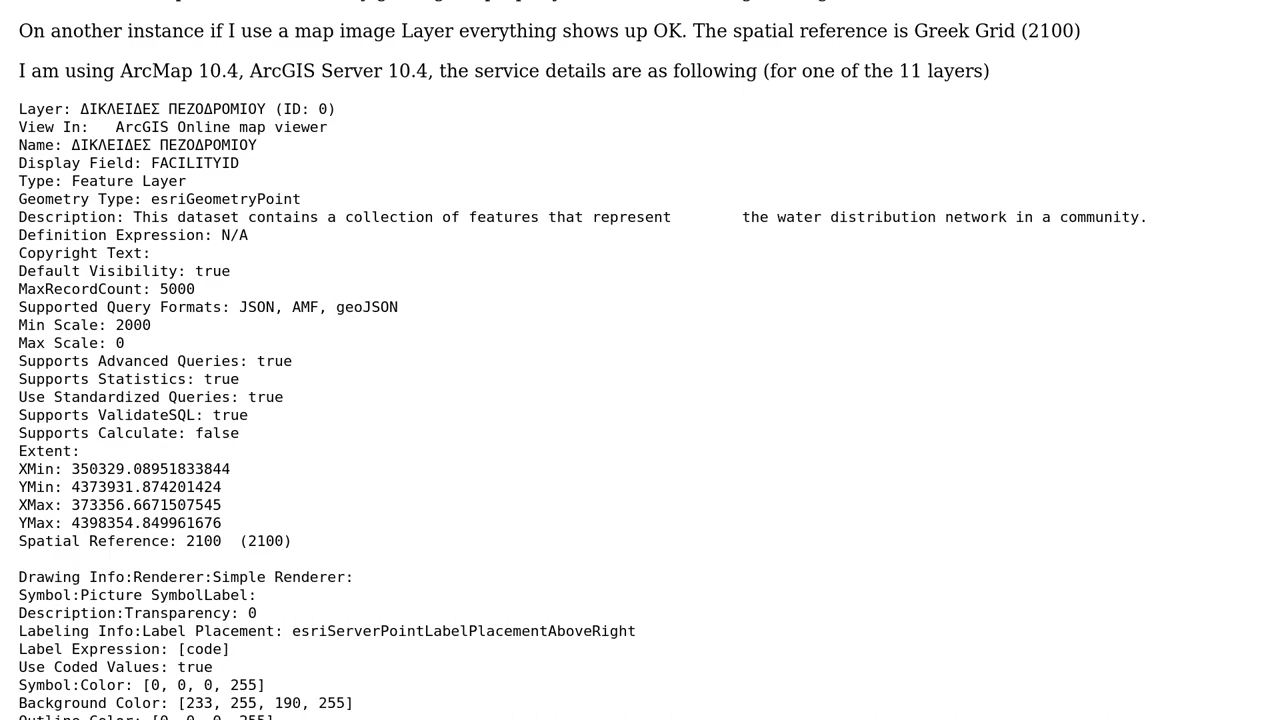 On another instance if I use a map image Layer everything shows up OK. The spatial reference is Greek Grid (2100)
I am using ArcMap 10.4, ArcGIS Server 10.4, the service details are as following (for one of the 11 layers)
Layer: ΔΙΚΛΕΙΔΕΣ ΠΕΖΟΔΡΟΜΙΟΥ (ID: 0)
View In:   ArcGIS Online map viewer
Name: ΔΙΚΛΕΙΔΕΣ ΠΕΖΟΔΡΟΜΙΟΥ
Display Field: FACILITYID
Type: Feature Layer
Geometry Type: esriGeometryPoint
Description: This dataset contains a collection of features that represent        the water distribution network in a community.
Definition Expression: N/A
Copyright Text:
Default Visibility: true
MaxRecordCount: 5000
Supported Query Formats: JSON, AMF, geoJSON
Min Scale: 2000
Max Scale: 0
Supports Advanced Queries: true
Supports Statistics: true
Use Standardized Queries: true
Supports ValidateSQL: true
Supports Calculate: false
Extent:
XMin: 350329.08951833844
YMin: 4373931.874201424
XMax: 373356.6671507545
YMax: 4398354.849961676
Spatial Reference: 2100  (2100)
Drawing Info:Renderer:Simple Renderer:
Symbol:Picture SymbolLabel:
Description:Transparency: 0
Labeling Info:Label Placement: esriServerPointLabelPlacementAboveRight
Label Expression: [code]
Use Coded Values: true
Symbol:Color: [0, 0, 0, 255]
Background Color: [233, 255, 190, 255]
Outline Color: [0, 0, 0, 255]